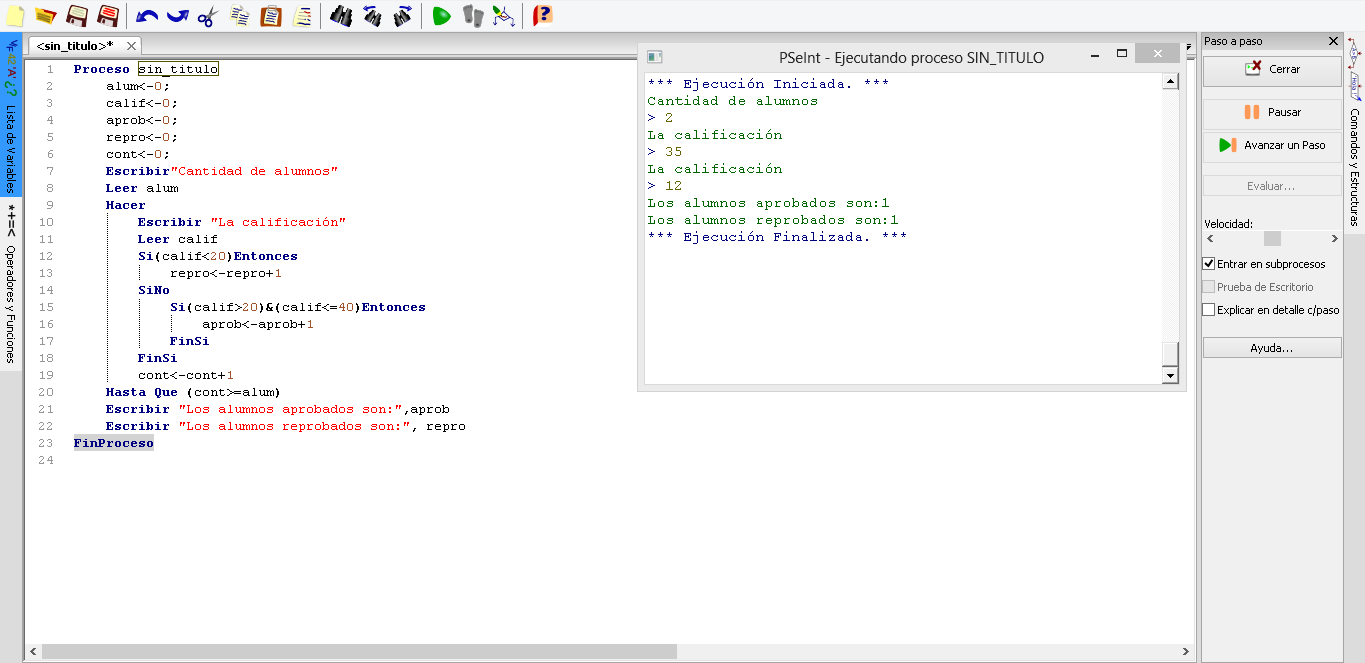 <sin_titulo>*
Lista de Variables
Operadores y Funciones
1 Proceso sin_titulo
2 alum<-0;
3 calif<-0;
4 aprob<-0;
5 repro<-0;
6 cont<-0;
7 Escribir"Cantidad de alumnos"
8 Leer alum
9 Hacer
10 Escribir "La calificación"
11 Leer calif
12 Si(calif<20)Entonces
13 repro<-repro+1
14 SiNo
15 Si(calif>20)&(calif<=40)Entonces
16 aprob<-aprob+1
17 FinSi
18 FinSi
19 cont<-cont+1
20 Hasta Que (cont>=alum)
21 Escribir "Los alumnos aprobados son:",aprob
22 Escribir "Los alumnos reprobados son:", repro
23 FinProceso
24
PSeInt - Ejecutando proceso SIN_TITULO
*** Ejecución Iniciada. ***
Cantidad de alumnos
> 2
La calificación
> 35
La calificación
> 12
Los alumnos aprobados son:1
Los alumnos reprobados son:1
*** Ejecución Finalizada. ***
Paso a paso
Cerrar
Pausar
Avanzar un Paso
Evaluar...
Velocidad:
Entrar en subprocesos
Prueba de Escritorio
Explicar en detalle c/paso
Ayuda...
Comandos y Estructuras